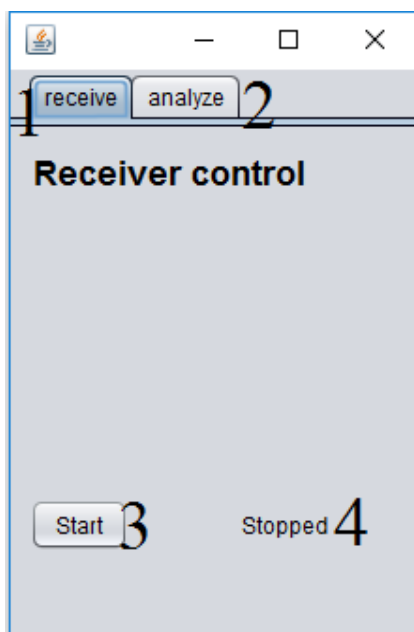 1 receive analyze 2
Receiver control
Start 3 Stopped 4